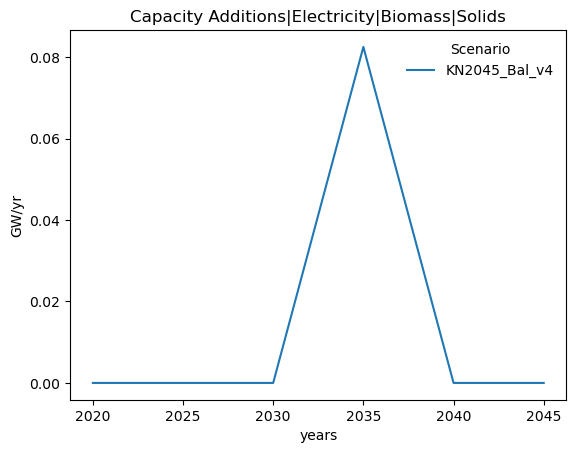 Capacity Additions|Electricity|Biomass|Solids
Scenario
KN2045_Bal_v4
GW/yr
0.08
0.06
0.04
0.02
0.00
2020 2025 2030 2035 2040 2045
years